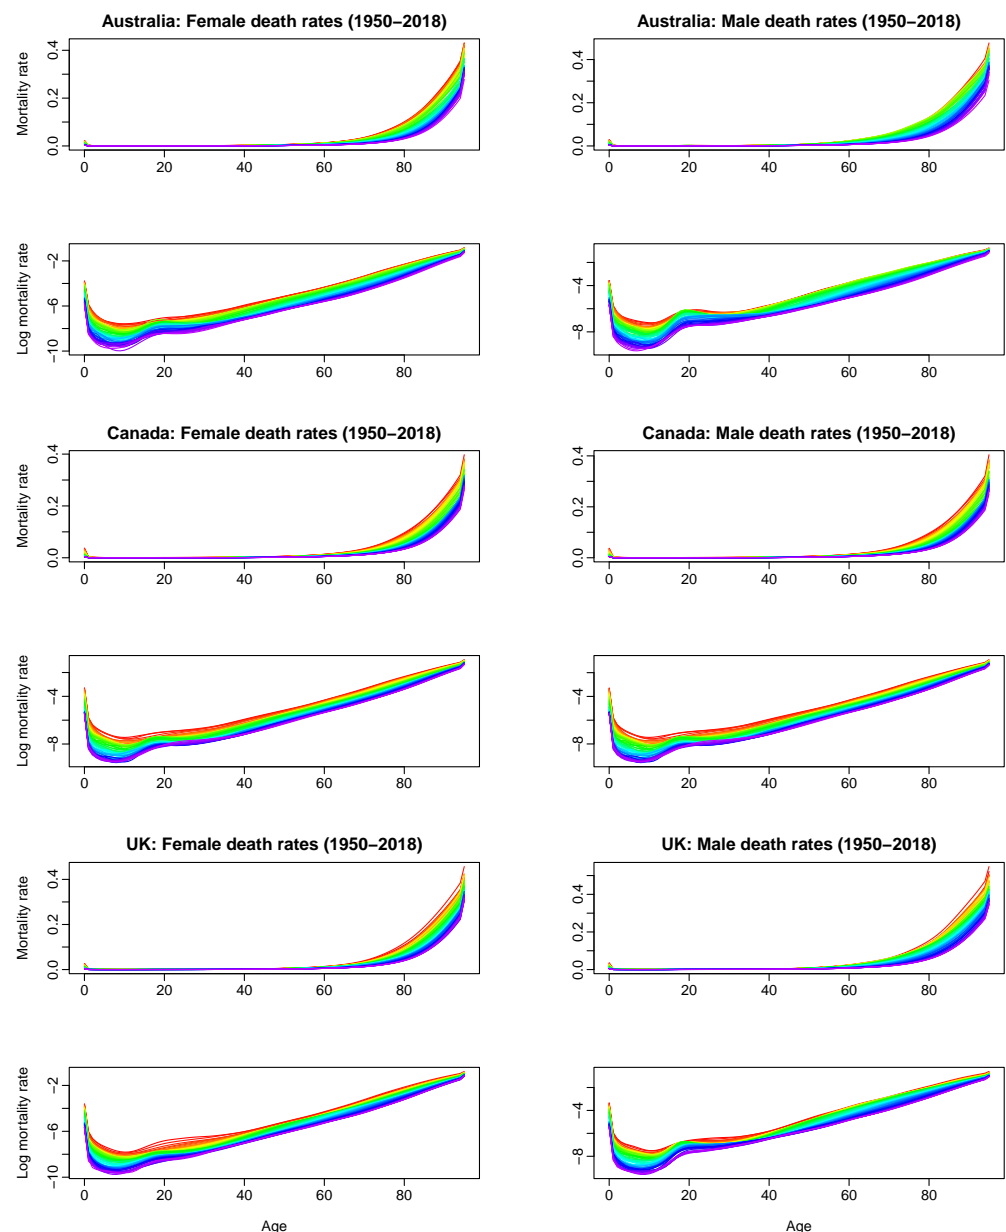 Australia: Female death rates (1950−2018)
Mortality rate
0.0 0.2 0.4
0 20 40 60 80
Australia: Male death rates (1950−2018)
0.0 0.2 0.4
0 20 40 60 80
Log mortality rate
−10 −8 −6 −2
0 20 40 60 80
−8 −4
0 20 40 60 80
Canada: Female death rates (1950−2018)
Mortality rate
0.0 0.2 0.4
0 20 40 60 80
Canada: Male death rates (1950−2018)
0.0 0.2 0.4
0 20 40 60 80
Log mortality rate
−8 −4
0 20 40 60 80
−8 −4
0 20 40 60 80
UK: Female death rates (1950−2018)
Mortality rate
0.0 0.2 0.4
0 20 40 60 80
UK: Male death rates (1950−2018)
0.0 0.2 0.4
0 20 40 60 80
Log mortality rate
−10 −6 −2
0 20 40 60 80
Age
−8 −4
0 20 40 60 80
Age